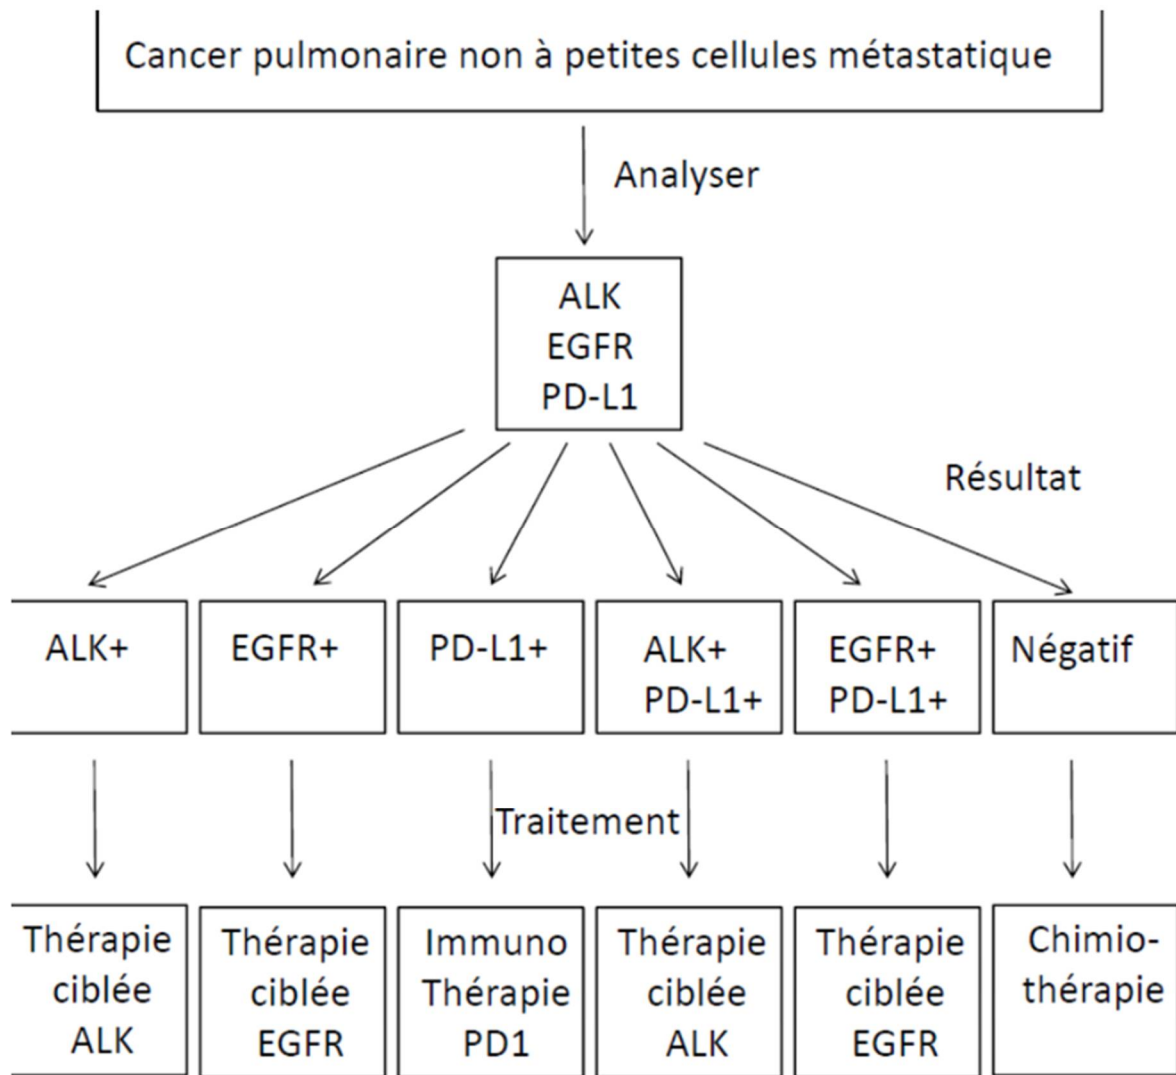 Cancer pulmonaire non à petites cellules métastatique
Analyser
ALK
EGFR
PD-L1
Résultat
ALK+
EGFR+
PD-L1+
ALK+
PD-L1+
EGFR+
PD-L1+
Négatif
Traitement
Thérapie
ciblée
ALK
Thérapie
ciblée
EGFR
Immuno
Thérapie
PD1
Thérapie
ciblée
ALK
Thérapie
ciblée
EGFR
Chimio-
thérapie